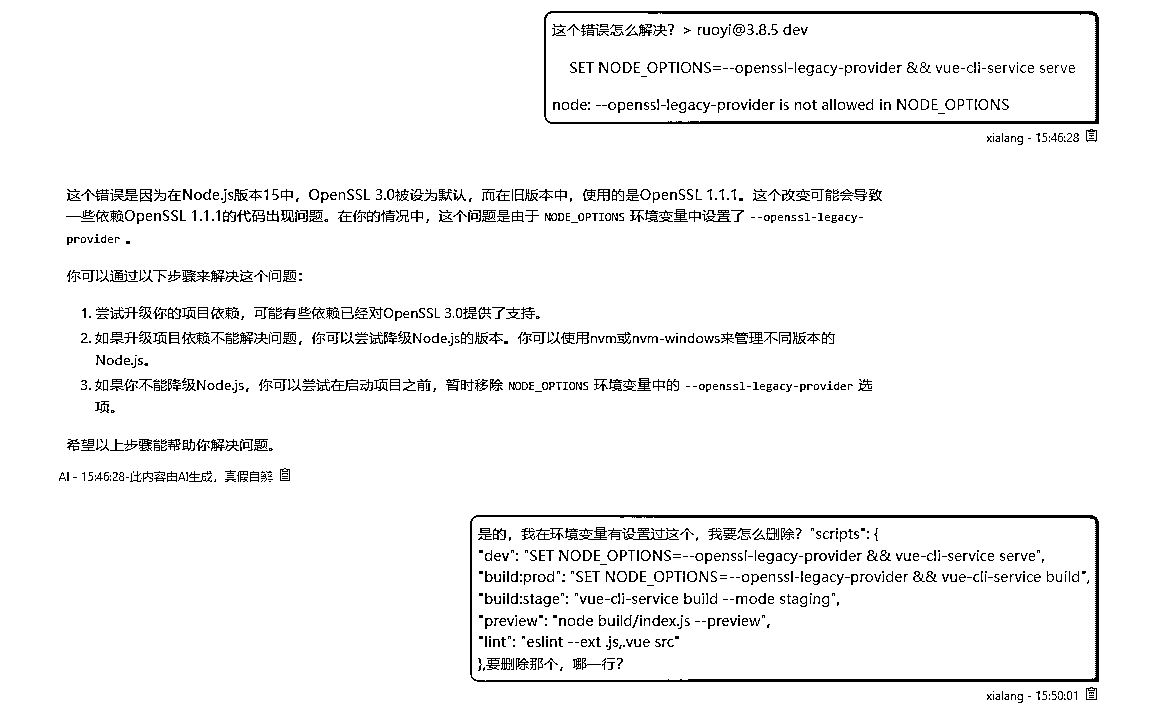 这个错误怎么解决？> ruoyi@3.8.5 dev
SET NODE_OPTIONS=--openssl-legacy-provider && vue-cli-service serve
node: --openssl-legacy-provider is not allowed in NODE_OPTIONS
xialang - 15:46:28
这个错误是因为在Node.js版本15中，OpenSSL 3.0被设为默认，而在旧版本中，使用的是OpenSSL 1.1.1。这个改变可能会导致
一些依赖OpenSSL 1.1.1的代码出现问题。在你的情况中，这个问题是由于 NODE_OPTIONS 环境变量中设置了 --openssl-legacy-
provider 。
你可以通过以下步骤来解决这个问题：
1. 尝试升级你的项目依赖，可能有些依赖已经对OpenSSL 3.0提供了支持。
2. 如果升级项目依赖不能解决问题，你可以尝试降级Node.js的版本。你可以使用nvm或nvm-windows来管理不同版本的
Node.js。
3. 如果你不能降级Node.js，你可以尝试在启动项目之前，暂时移除 NODE_OPTIONS 环境变量中的 --openssl-legacy-provider 选
项。
希望以上步骤能帮助你解决问题。
AI - 15:46:28-此内容由AI生成，真假自辩
是的，我在环境变量有设置过这个，我要怎么删除？"scripts": {
"dev": "SET NODE_OPTIONS=--openssl-legacy-provider && vue-cli-service serve",
"build:prod": "SET NODE_OPTIONS=--openssl-legacy-provider && vue-cli-service build",
"build:stage": "vue-cli-service build --mode staging",
"preview": "node build/index.js --preview",
"lint": "eslint --ext .js,.vue src"
},要删除那个，哪一行？
xialang - 15:50:01